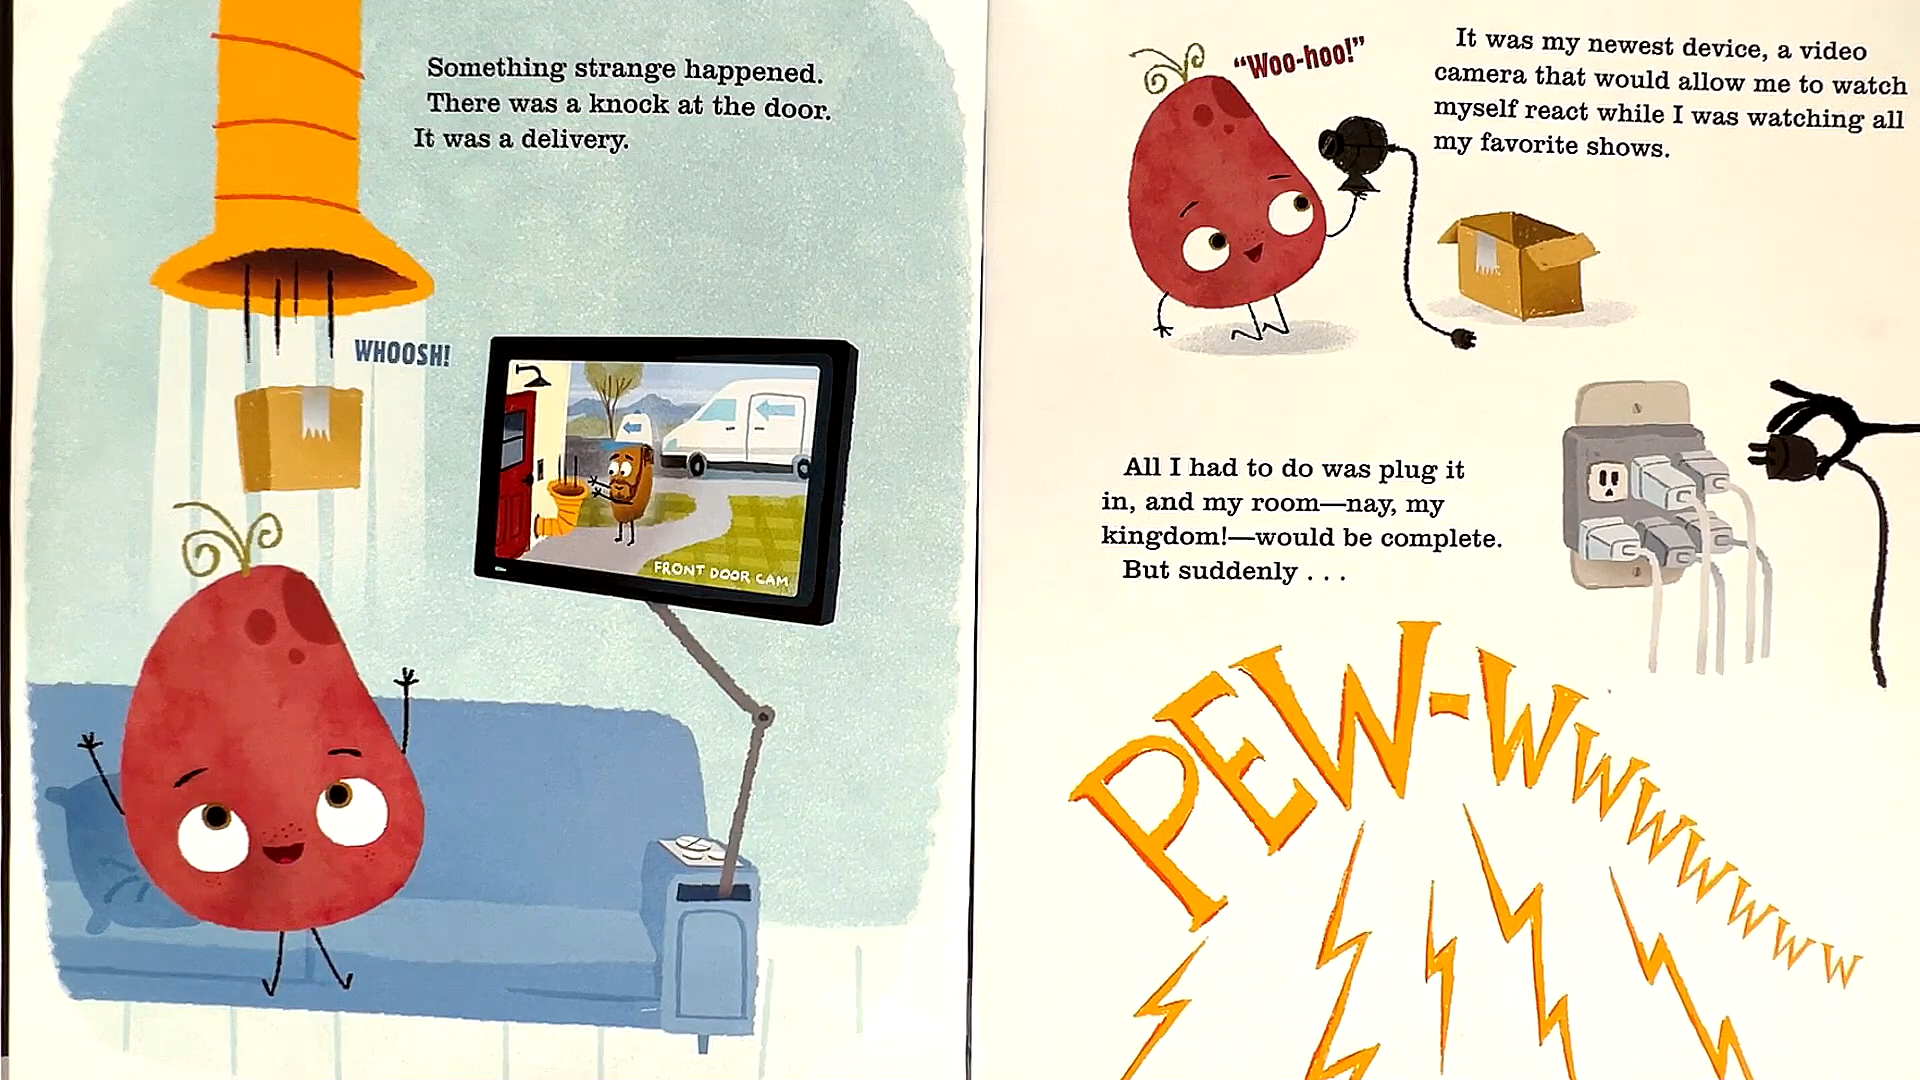 Something strange happened.
There was a knock at the door.
It was a delivery.
WHOOSH!
FRONT DOOR CAM
"Woo-hoo!"
It was my newest device, a video
camera that would allow me to watch
myself react while I was watching all
my favorite shows.
All I had to do was plug it
in, and my room—nay, my
kingdom!—would be complete.
But suddenly . . .
PEW-WWWWWWWWW